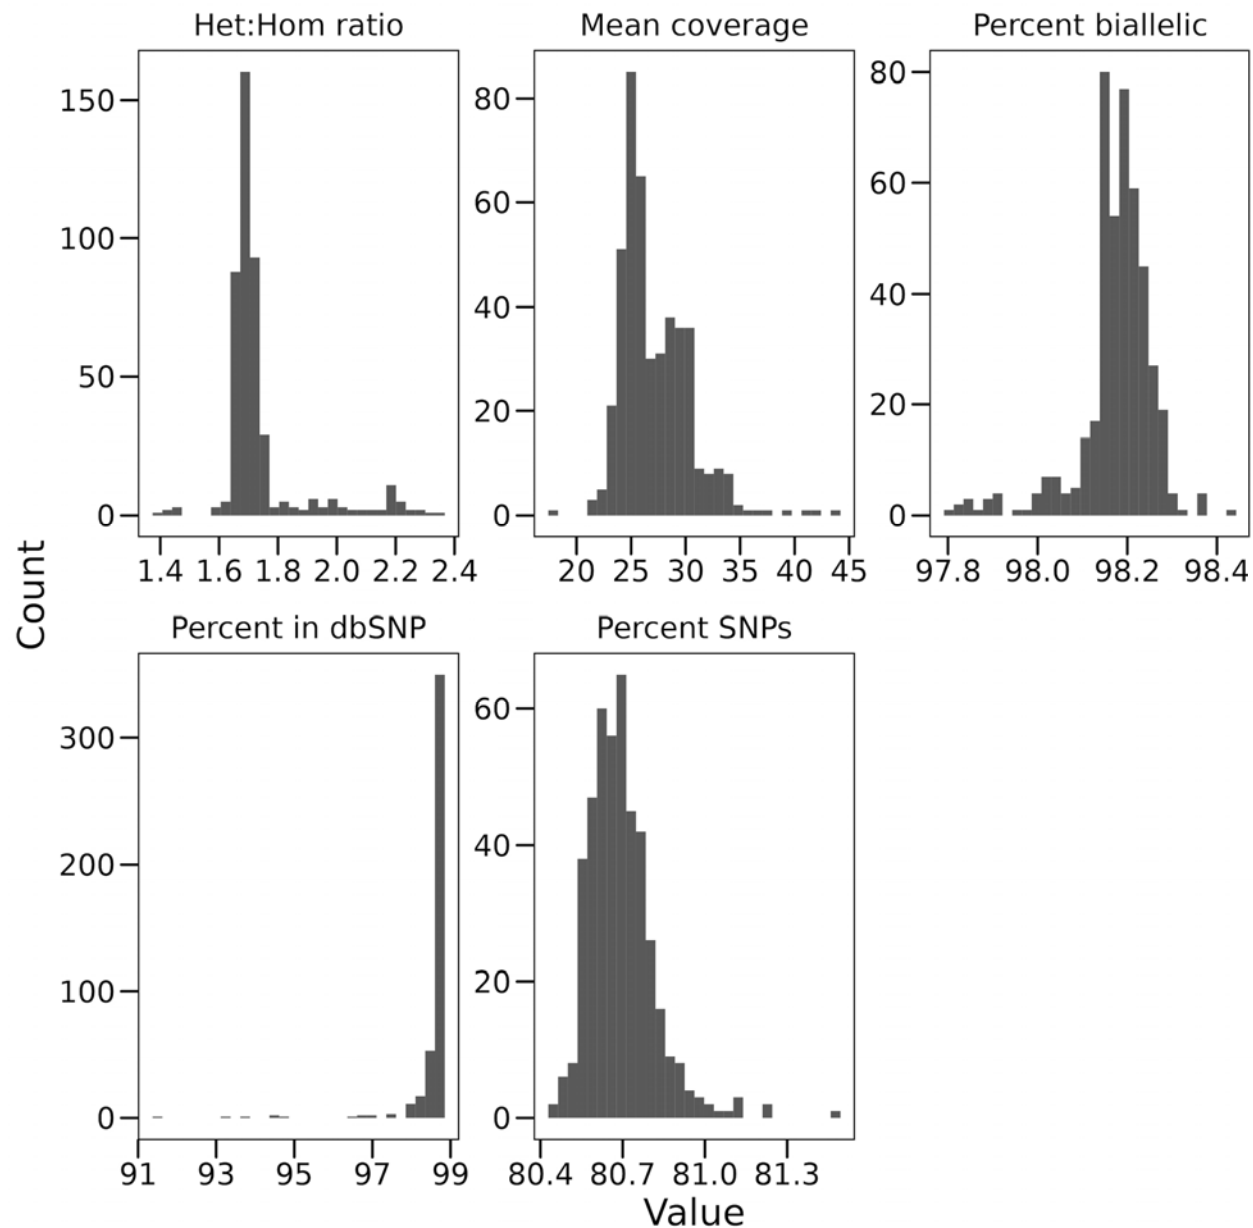 Het:Hom ratio
Mean coverage
Percent biallelic
150
100
50
0
80
60
40
20
0
80
60
40
20
0
1.4 1.6 1.8 2.0 2.2 2.4
20 25 30 35 40 45
97.8 98.0 98.2 98.4
Count
Percent in dbSNP
Percent SNPs
300
200
100
0
60
40
20
0
91 93 95 97 99
80.4 80.7 81.0 81.3
Value